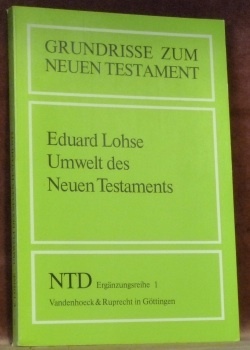 GRUNDRISSE ZUM
NEUEN TESTAMENT
Eduard Lohse
Umwelt des
Neuen Testaments
NTD Ergänzungsreihe 1
Vandenhoeck & Ruprecht in Göttingen